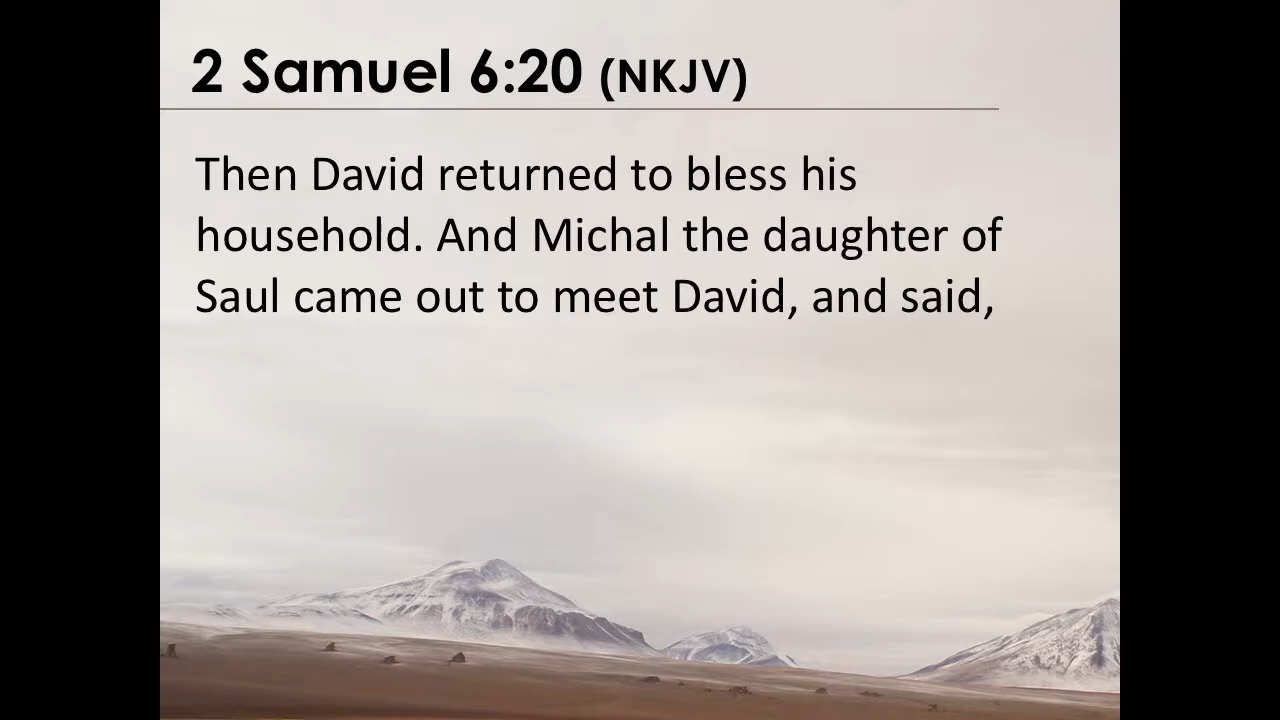 2 Samuel 6:20 (NKJV)
Then David returned to bless his
household. And Michal the daughter of
Saul came out to meet David, and said,